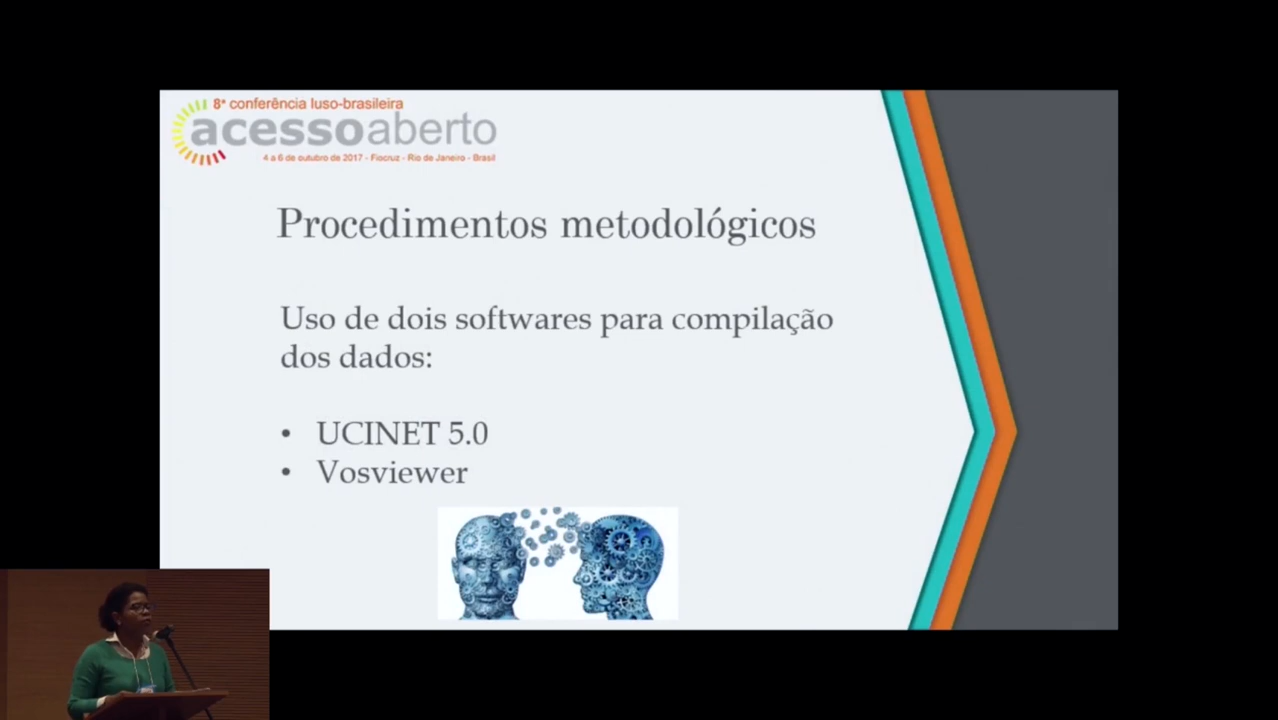 8ª conferência luso-brasileira
acessoaberto
4 a 6 de outubro de 2017 - Fiocruz - Rio de Janeiro - Brasil
Procedimentos metodológicos
Uso de dois softwares para compilação
dos dados:
• UCINET 5.0
• Vosviewer